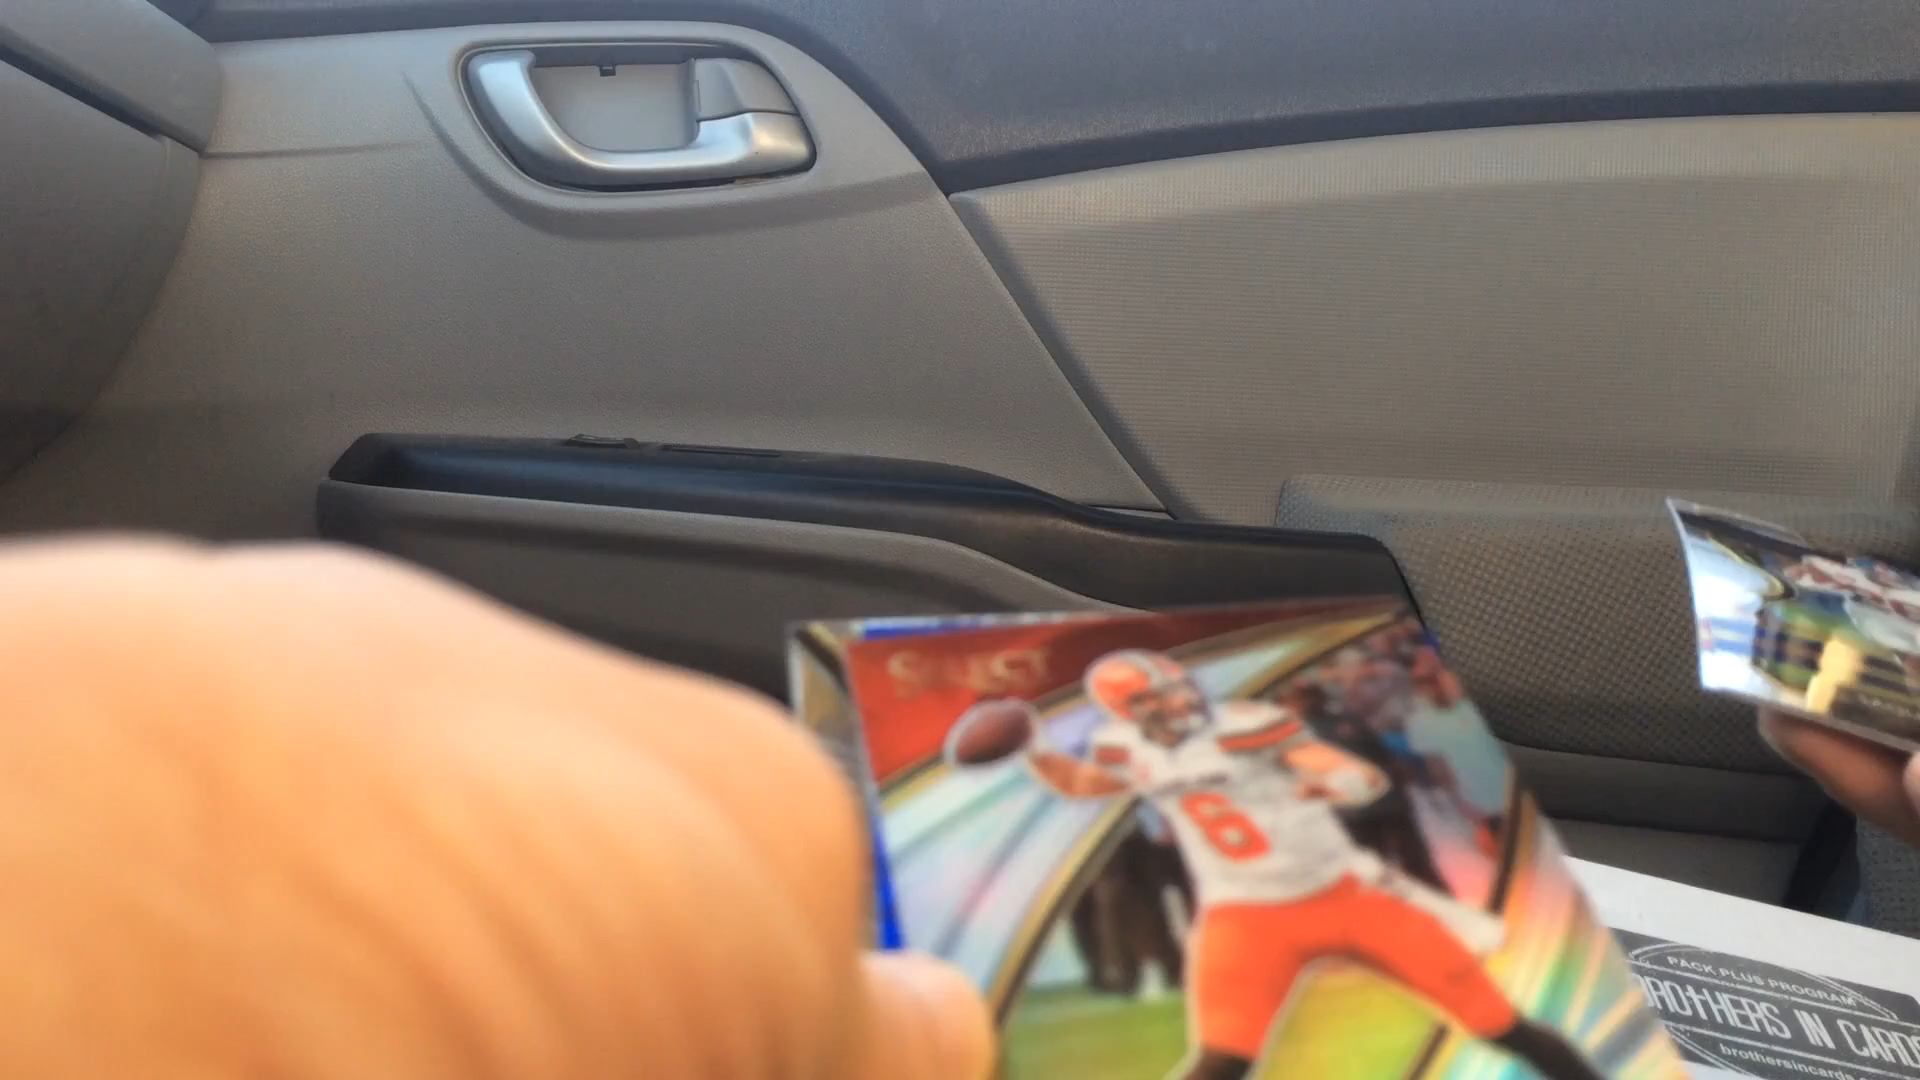 SELECT
6
PACK PLUS PROGRAM
BROTHERS IN CARDS
brothersincards